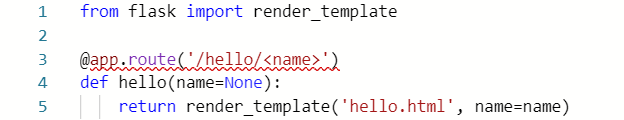 1 from flask import render_template
2
3 @app.route('/hello/<name>')
4 def hello(name=None):
5     return render_template('hello.html', name=name)